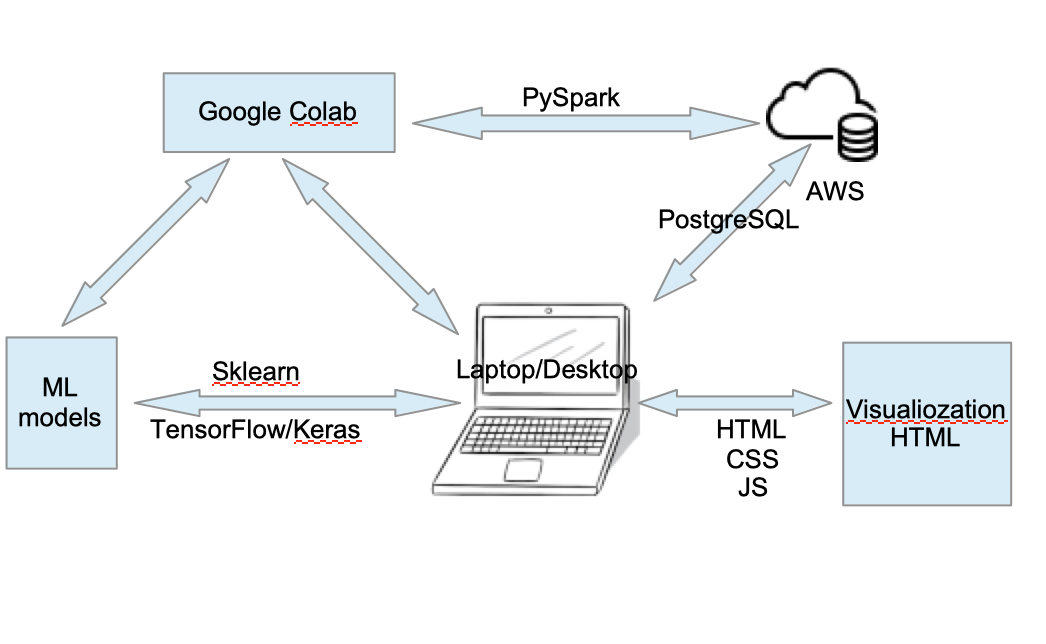 Google Colab
PySpark
AWS
PostgreSQL
ML
models
Sklearn
TensorFlow/Keras
Laptop/Desktop
HTML
CSS
JS
Visualiozation
HTML